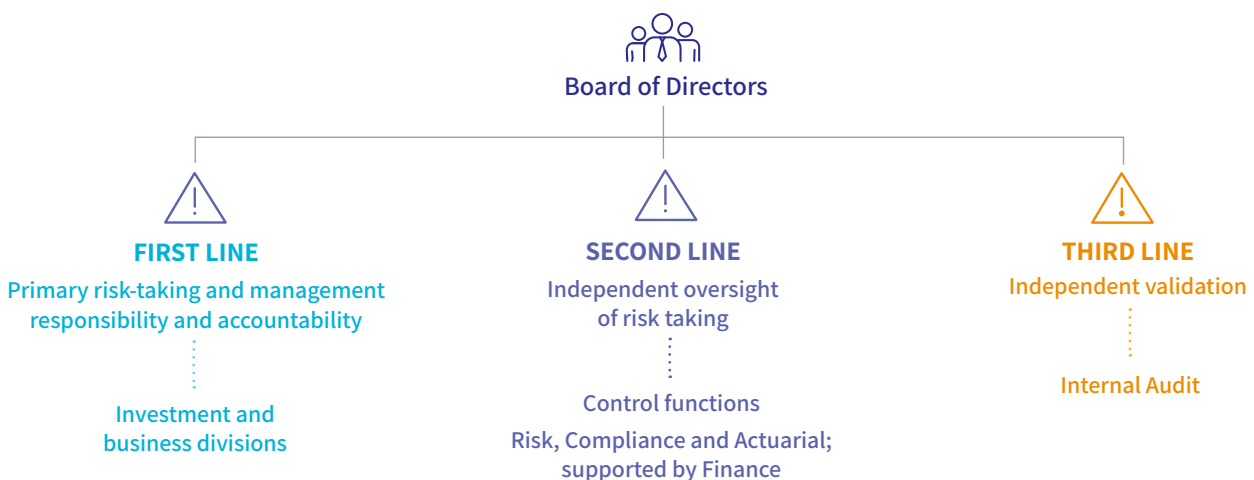 Board of Directors
FIRST LINE
Primary risk-taking and management
responsibility and accountability
Investment and
business divisions
SECOND LINE
Independent oversight
of risk taking
Control functions
Risk, Compliance and Actuarial;
supported by Finance
THIRD LINE
Independent validation
Internal Audit